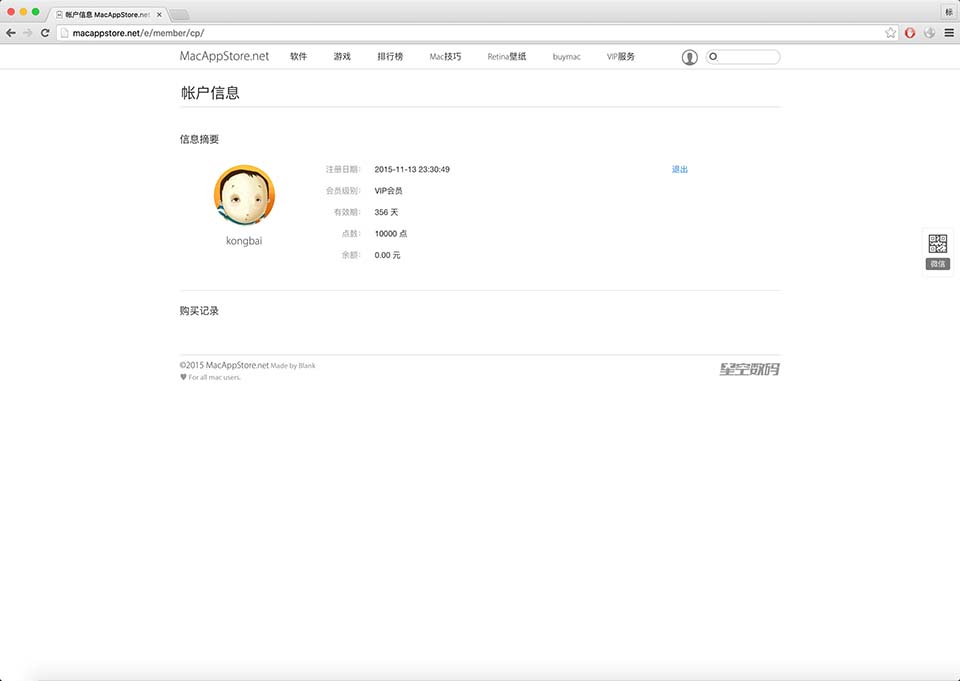 帐户信息 MacAppStore.net
标
macappstore.net/e/member/cp/
MacAppStore.net 软件 游戏 排行榜 Mac技巧 Retina壁纸 buymac VIP服务
帐户信息
信息摘要
注册日期: 2015-11-13 23:30:49 退出
会员级别: VIP会员
有效期: 356 天
点数: 10000 点
kongbai
余额: 0.00 元
微信
购买记录
©2015 MacAppStore.net Made by Blank
For all mac users.
星空数码